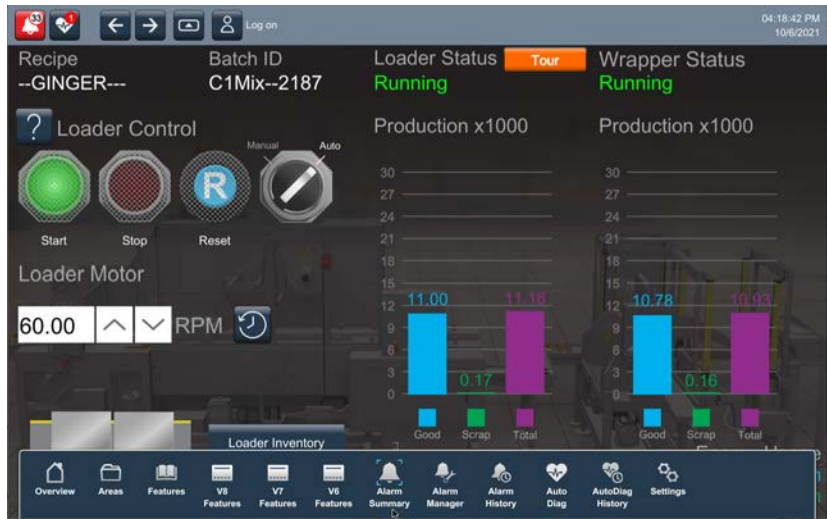 33
1
Log on
04:18:42 PM
10/6/2021
Recipe
--GINGER---
Batch ID
C1Mix--2187
Loader Status
Running
Tour
Wrapper Status
Running
? Loader Control
Manual
Auto
R
Start
Stop
Reset
Loader Motor
60.00
RPM
Loader Inventory
Production x1000
30
27
24
21
18
15
12
9
6
3
0
11.00
0.17
11.18
Good
Scrap
Total
Production x1000
30
27
24
21
18
15
12
9
6
3
0
10.78
0.16
10.93
Good
Scrap
Total
Overview
Areas
Features
V8
Features
V7
Features
V6
Features
Alarm
Summary
Alarm
Manager
Alarm
History
Auto
Diag
AutoDiag
History
Settings